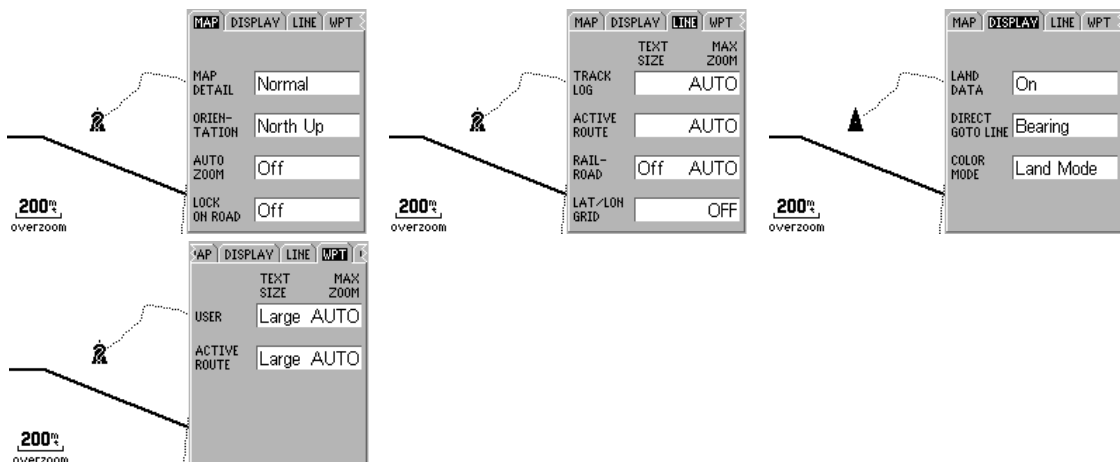 MAP DISPLAY LINE WPT
MAP DETAIL Normal
ORIEN-TATION North Up
AUTO ZOOM Off
LOCK ON ROAD Off
200m
overzoom
MAP DISPLAY LINE WPT
TEXT SIZE MAX ZOOM
TRACK LOG AUTO
ACTIVE ROUTE AUTO
RAIL-ROAD Off AUTO
LAT/LON GRID OFF
200m
overzoom
MAP DISPLAY LINE WPT
LAND DATA On
DIRECT GOTO LINE Bearing
COLOR MODE Land Mode
200m
overzoom
AP DISPLAY LINE WPT
TEXT SIZE MAX ZOOM
USER Large AUTO
ACTIVE ROUTE Large AUTO
200m
overzoom